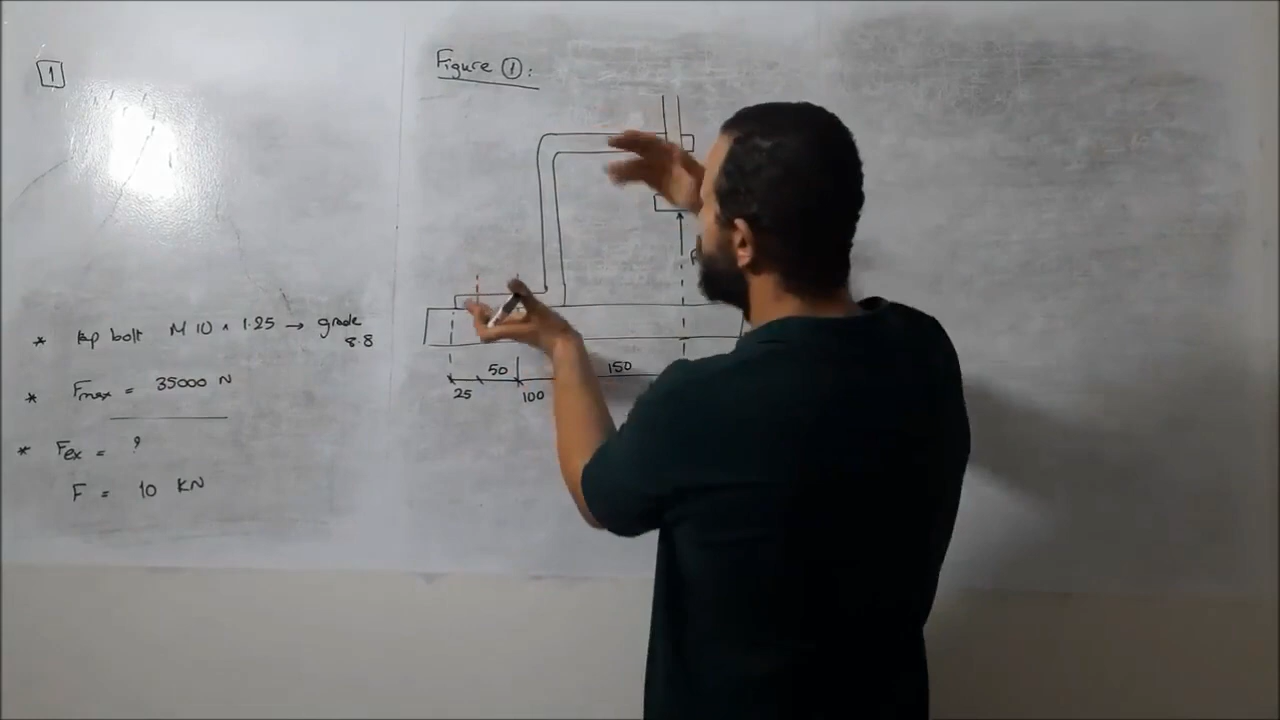 1
* tap bolt M 10 x 1.25 → grade
8.8
* Fmax = 35000 N
* Fex = ?
F = 10 KN
Figure ①:
50
150
25
100